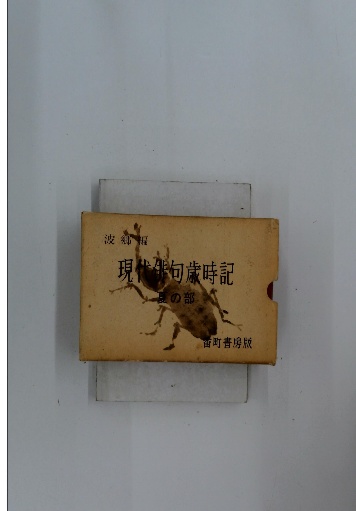 波郷編
現代俳句歳時記
夏の部
番町書房版